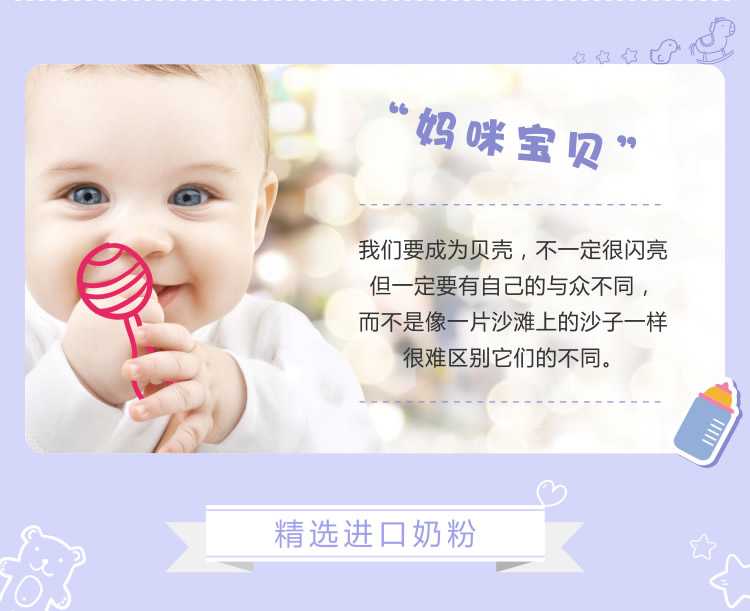 “妈咪宝贝”
我们要成为贝壳，不一定很闪亮
但一定要有自己的与众不同，
而不是像一片沙滩上的沙子一样
很难区别它们的不同。
精选进口奶粉